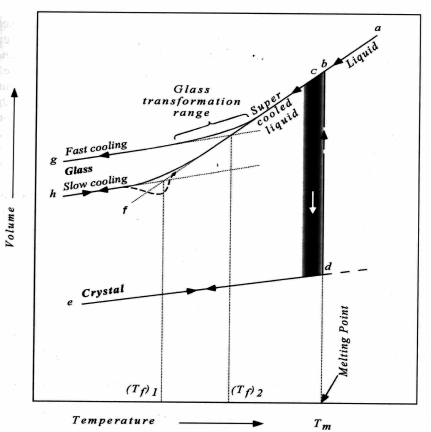 a
b
c
Liquid
Glass
transformation
range
Super
cooled
liquid
Fast cooling
g
Glass
Slow cooling
h
f
Volume
d
Crystal
e
Melting Point
(Tf)1
(Tf)2
Temperature
Tm